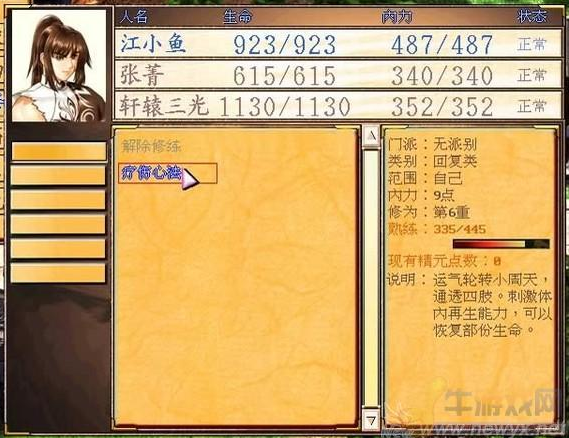 人名 生命 内力 状态
江小鱼 923/923 487/487 正常
张菁 615/615 340/340 正常
轩辕三光 1130/1130 352/352 正常
解除修练
疗伤心法
门派：无派别
类别：回复类
范围：自己
内力：9点
修为：第6重
熟练：335/445
现有精元点数：0
说明：运气轮转小周天，
通透四肢。刺激体
内再生能力，可以
恢复部份生命。
牛游戏网
www.newyx.net